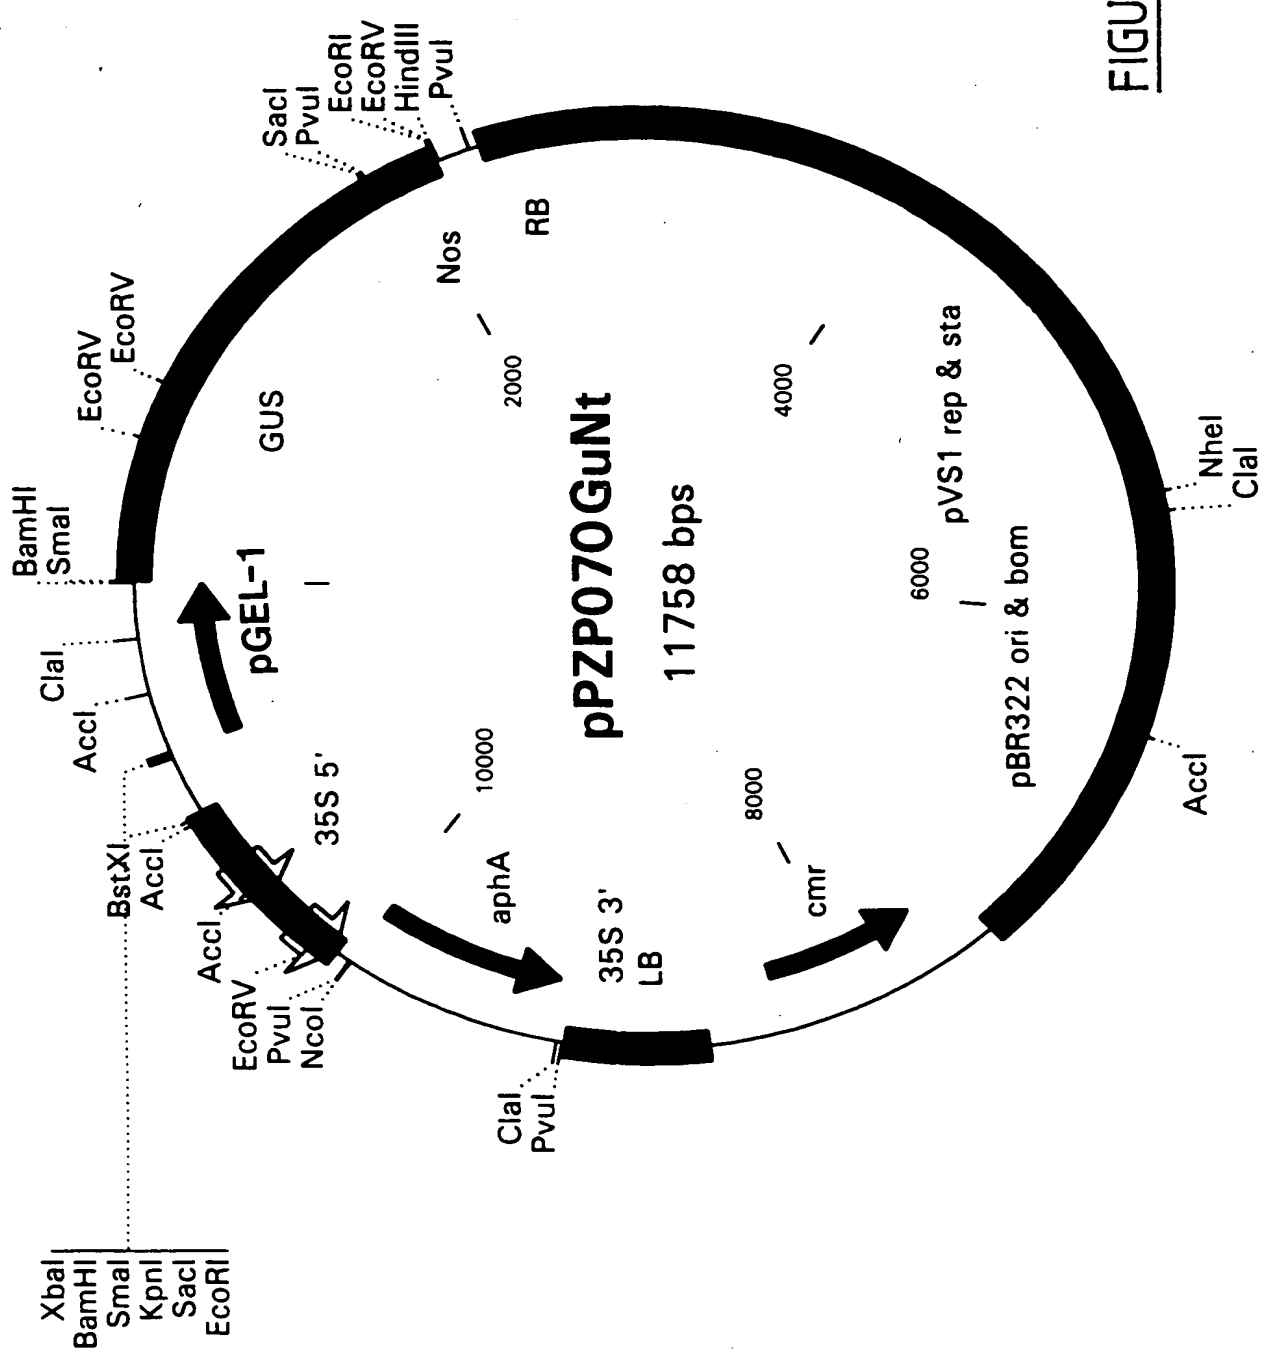 FIGU
XbaI
BamHI
SmaI
KpnI
SacI
EcoRI
BamHI
SmaI
ClaI
AccI
BstXI
AccI
AccI
EcoRV
PvuI
NcoI
ClaI
PvuI
EcoRV
EcoRV
SacI
PvuI
EcoRI
EcoRV
HindIII
PvuI
NheI
ClaI
AccI
pGEL-1
GUS
Nos
RB
35S 5'
aphA
35S 3'
LB
cmr
pVS1 rep & sta
pBR322 ori & bom
2000
4000
6000
8000
10000
pPZP070GuNt
11758 bps